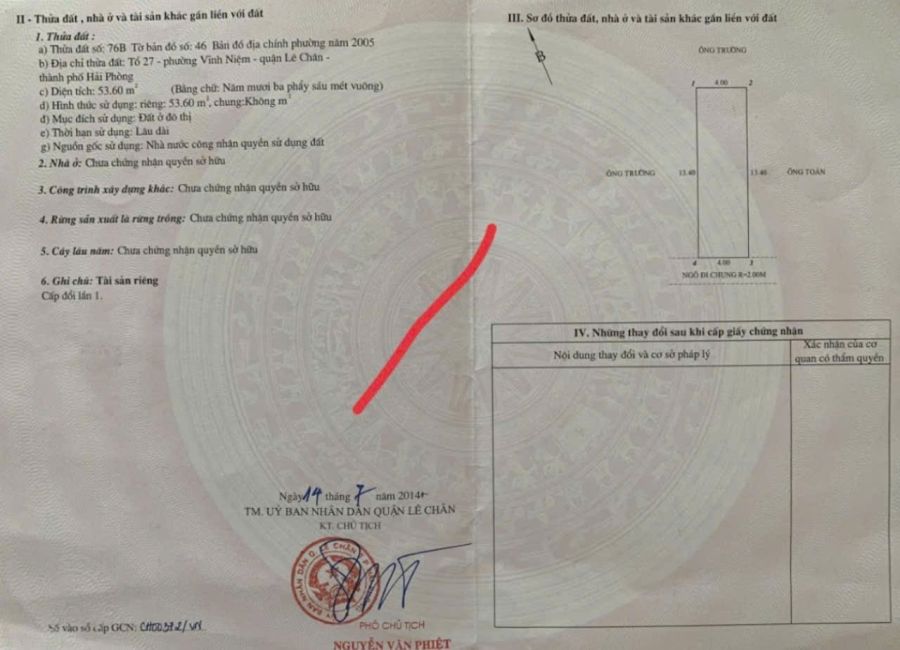 II - Thửa đất , nhà ở và tài sản khác gắn liền với đất
1. Thửa đất :
a) Thửa đất số: 76B Tờ bản đồ số: 46 Bản đồ địa chính phường năm 2005
b) Địa chỉ thửa đất: Tổ 27 - phường Vĩnh Niệm - quận Lê Chân -
thành phố Hải Phòng
c) Diện tích: 53.60 m² (Bằng chữ: Năm mươi ba phẩy sáu mét vuông)
d) Hình thức sử dụng: riêng: 53.60 m², chung:Không m²
đ) Mục đích sử dụng: Đất ở đô thị
e) Thời hạn sử dụng: Lâu dài
g) Nguồn gốc sử dụng: Nhà nước công nhận quyền sử dụng đất
2. Nhà ở: Chưa chứng nhận quyền sở hữu
3. Công trình xây dựng khác: Chưa chứng nhận quyền sở hữu
4. Rừng sản xuất là rừng trồng: Chưa chứng nhận quyền sở hữu
5. Cây lâu năm: Chưa chứng nhận quyền sở hữu
6. Ghi chú: Tài sản riêng
Cấp đổi lần 1.
Ngày 14 tháng 7 năm 2014
TM. UỶ BAN NHÂN DÂN QUẬN LÊ CHÂN
KT. CHỦ TỊCH
PHÓ CHỦ TỊCH
NGUYỄN VĂN PHIỆT
Số vào sổ cấp GCN: CH00572/VN
III. Sơ đồ thửa đất, nhà ở và tài sản khác gắn liền với đất
B
ÔNG TRƯỜNG
1 4.00 2
ÔNG TRƯỜNG 13.40 13.40 ÔNG TOÀN
4 4.00 3
NGÕ ĐI CHUNG R=2.00M
IV. Những thay đổi sau khi cấp giấy chứng nhận
Nội dung thay đổi và cơ sở pháp lý
Xác nhận của cơ
quan có thẩm quyền